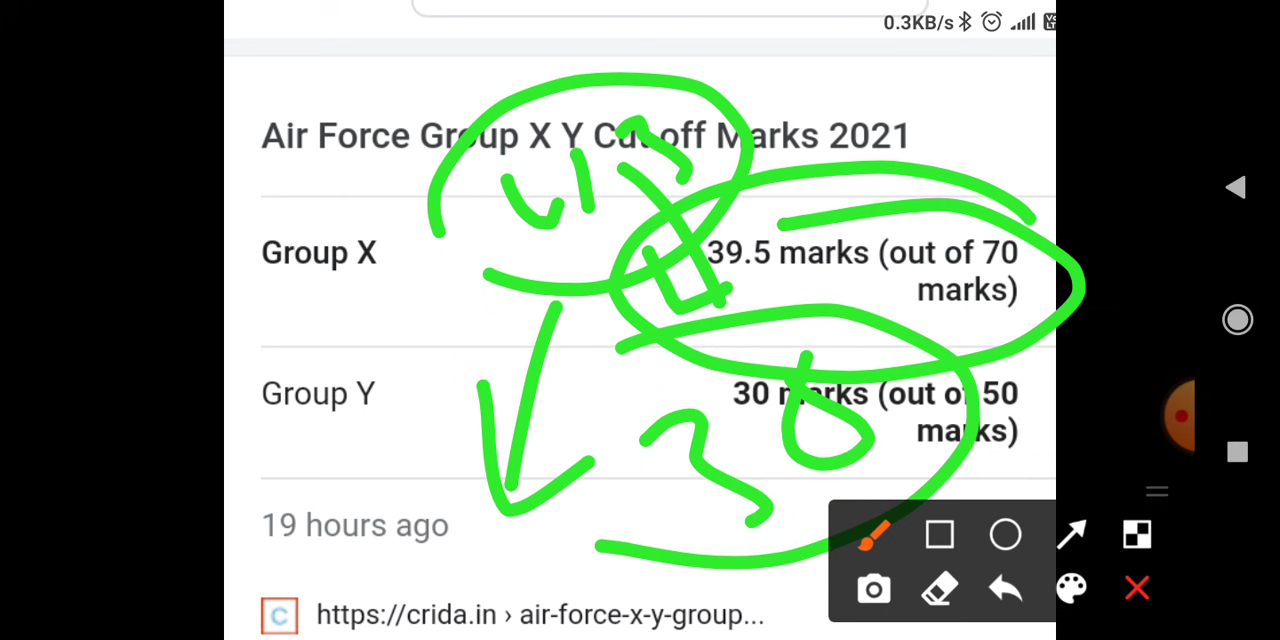 0.3KB/s
Air Force Group X Y Cut off Marks 2021
Group X
39.5 marks (out of 70
marks)
Group Y
30 marks (out of 50
marks)
30
19 hours ago
C
https://crida.in › air-force-x-y-group...